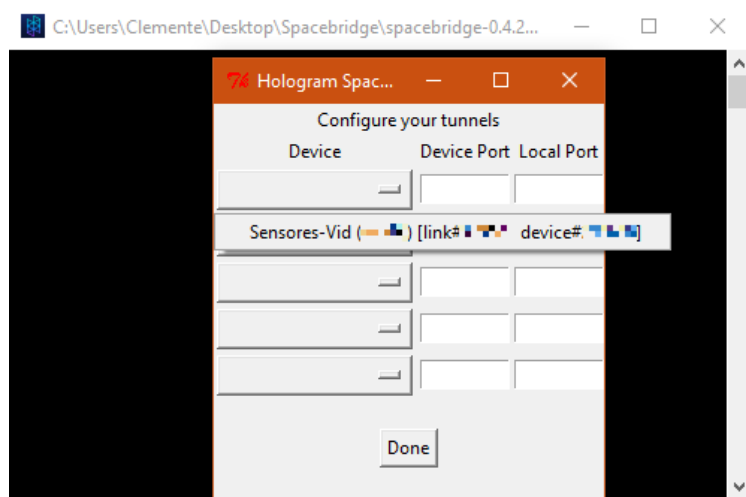 C:\Users\Clemente\Desktop\Spacebridge\spacebridge-0.4.2...
Hologram Spac...
Configure your tunnels
Device Device Port Local Port
Sensores-Vid ( ) [link# device#: ]
Done